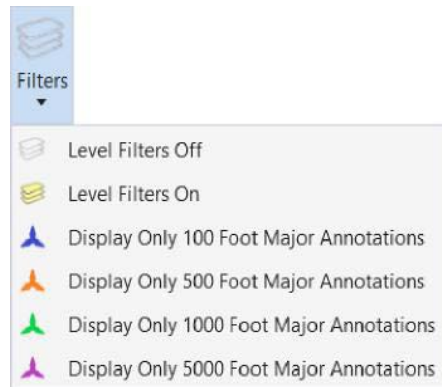 Filters
Level Filters Off
Level Filters On
Display Only 100 Foot Major Annotations
Display Only 500 Foot Major Annotations
Display Only 1000 Foot Major Annotations
Display Only 5000 Foot Major Annotations